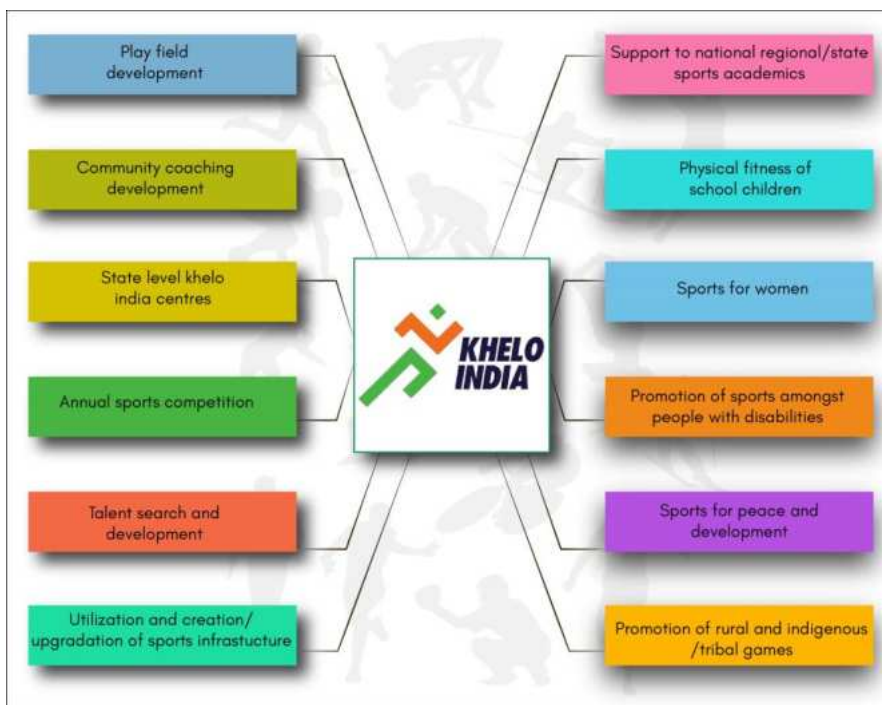 Play field
development
Community coaching
development
State level khelo
india centres
Annual sports competition
Talent search and
development
Utilization and creation/
upgradation of sports infrastucture
KHELO
INDIA
Support to national regional/state
sports academics
Physical fitness of
school children
Sports for women
Promotion of sports amongst
people with disabilities
Sports for peace and
development
Promotion of rural and indigenous
/tribal games